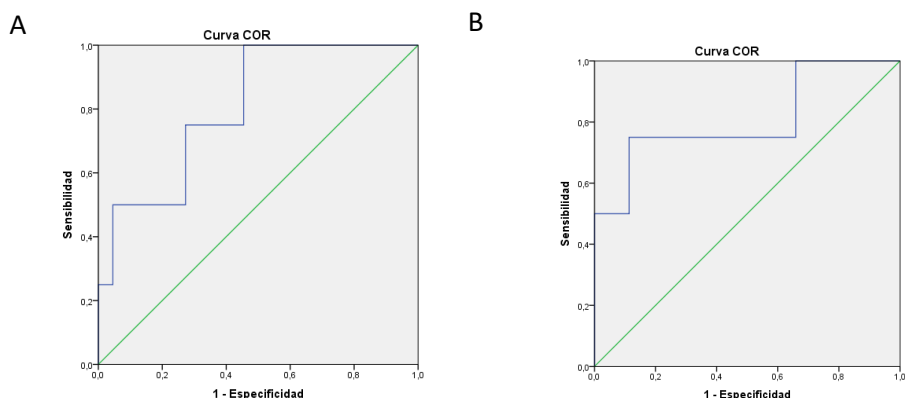 A
Curva COR
1,0
0,8
0,6
0,4
0,2
0,0
Sensibilidad
0,0 0,2 0,4 0,6 0,8 1,0
1 - Especificidad
B
Curva COR
1,0
0,8
0,6
0,4
0,2
0,0
Sensibilidad
0,0 0,2 0,4 0,6 0,8 1,0
1 - Especificidad